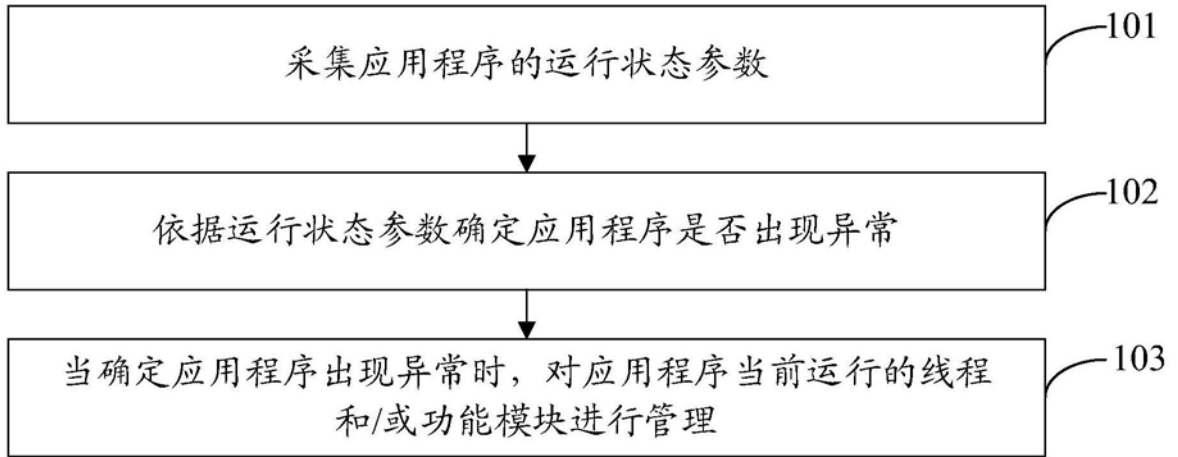 采集应用程序的运行状态参数
101
依据运行状态参数确定应用程序是否出现异常
102
当确定应用程序出现异常时，对应用程序当前运行的线程
和/或功能模块进行管理
103